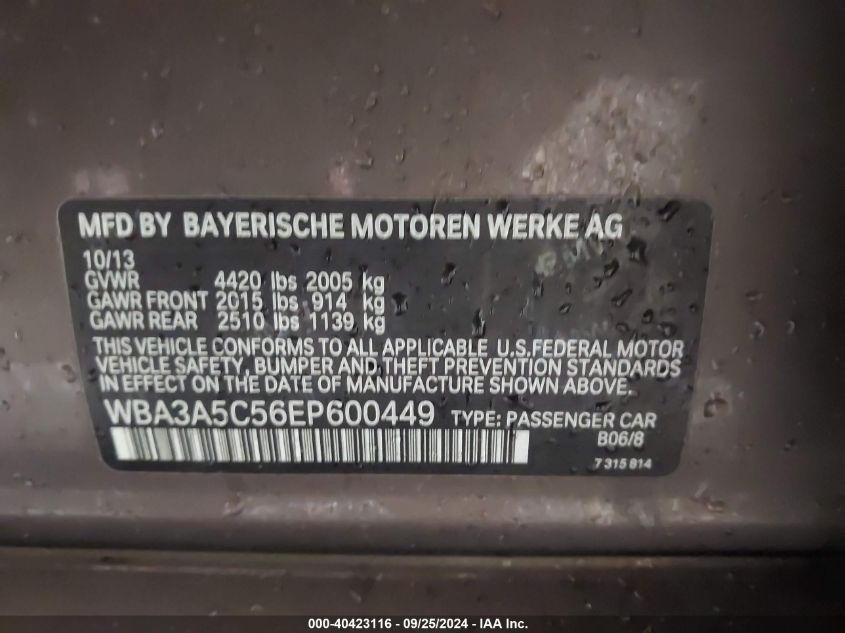 MFD BY BAYERISCHE MOTOREN WERKE AG
10/13
GVWR 4420 lbs 2005 kg
GAWR FRONT 2015 lbs 914 kg
GAWR REAR 2510 lbs 1139 kg
THIS VEHICLE CONFORMS TO ALL APPLICABLE U.S.FEDERAL MOTOR
VEHICLE SAFETY, BUMPER AND THEFT PREVENTION STANDARDS
IN EFFECT ON THE DATE OF MANUFACTURE SHOWN ABOVE.
WBA3A5C56EP600449 TYPE: PASSENGER CAR
B06/8
7 315 814
000-40423116 - 09/25/2024 - IAA Inc.